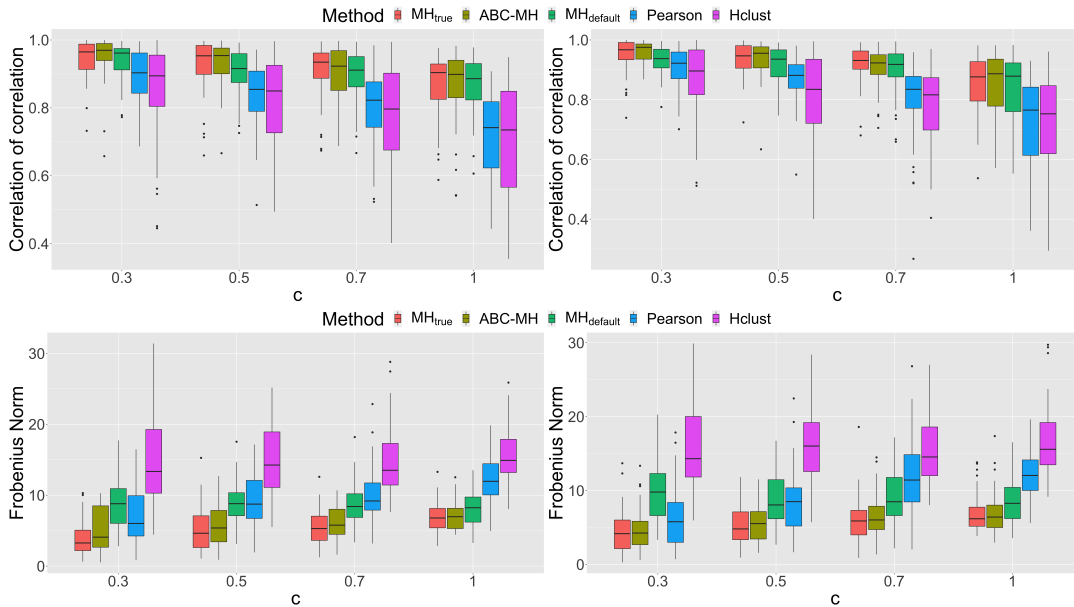 Method MHtrue ABC-MH MHdefault Pearson Hclust
Correlation of correlation
1.0
0.8
0.6
0.4
0.3 0.5 0.7 1
c
Correlation of correlation
1.0
0.8
0.6
0.4
0.3 0.5 0.7 1
c
Method MHtrue ABC-MH MHdefault Pearson Hclust
Frobenius Norm
30
20
10
0
0.3 0.5 0.7 1
c
Frobenius Norm
30
20
10
0
0.3 0.5 0.7 1
c